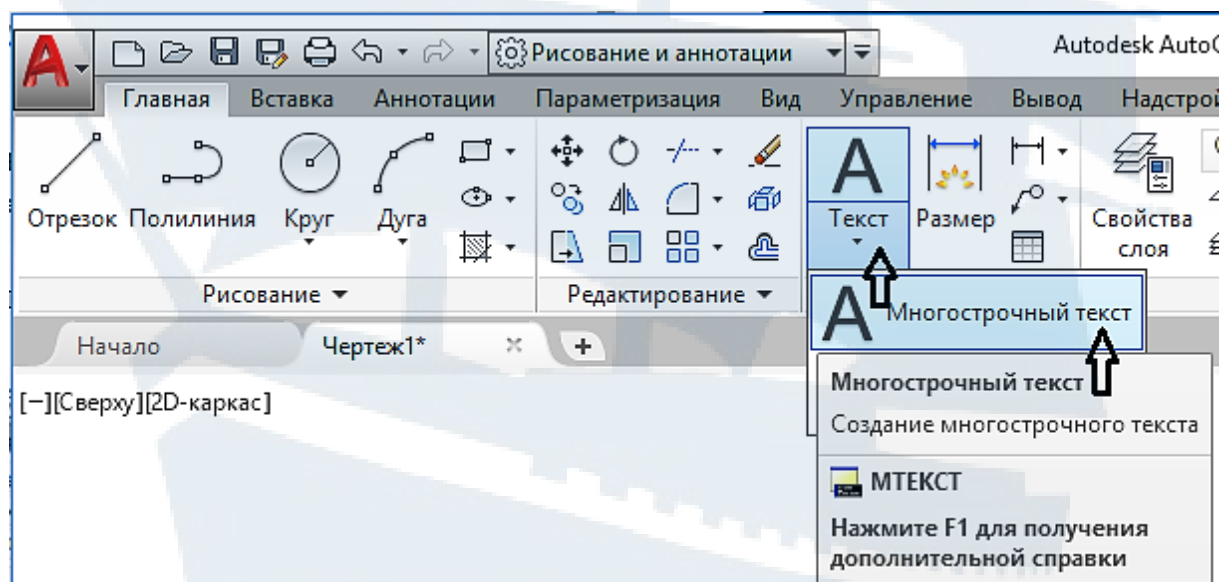 Рисование и аннотации
Autodesk Auto
Главная Вставка Аннотации Параметризация Вид Управление Вывод Надстрой
Отрезок Полилиния Круг Дуга Текст Размер Свойства
слоя
Рисование Редактирование
Многострочный текст
Начало Чертеж1*
[−][Сверху][2D-каркас]
Многострочный текст
Создание многострочного текста
МТЕКСТ
Нажмите F1 для получения
дополнительной справки